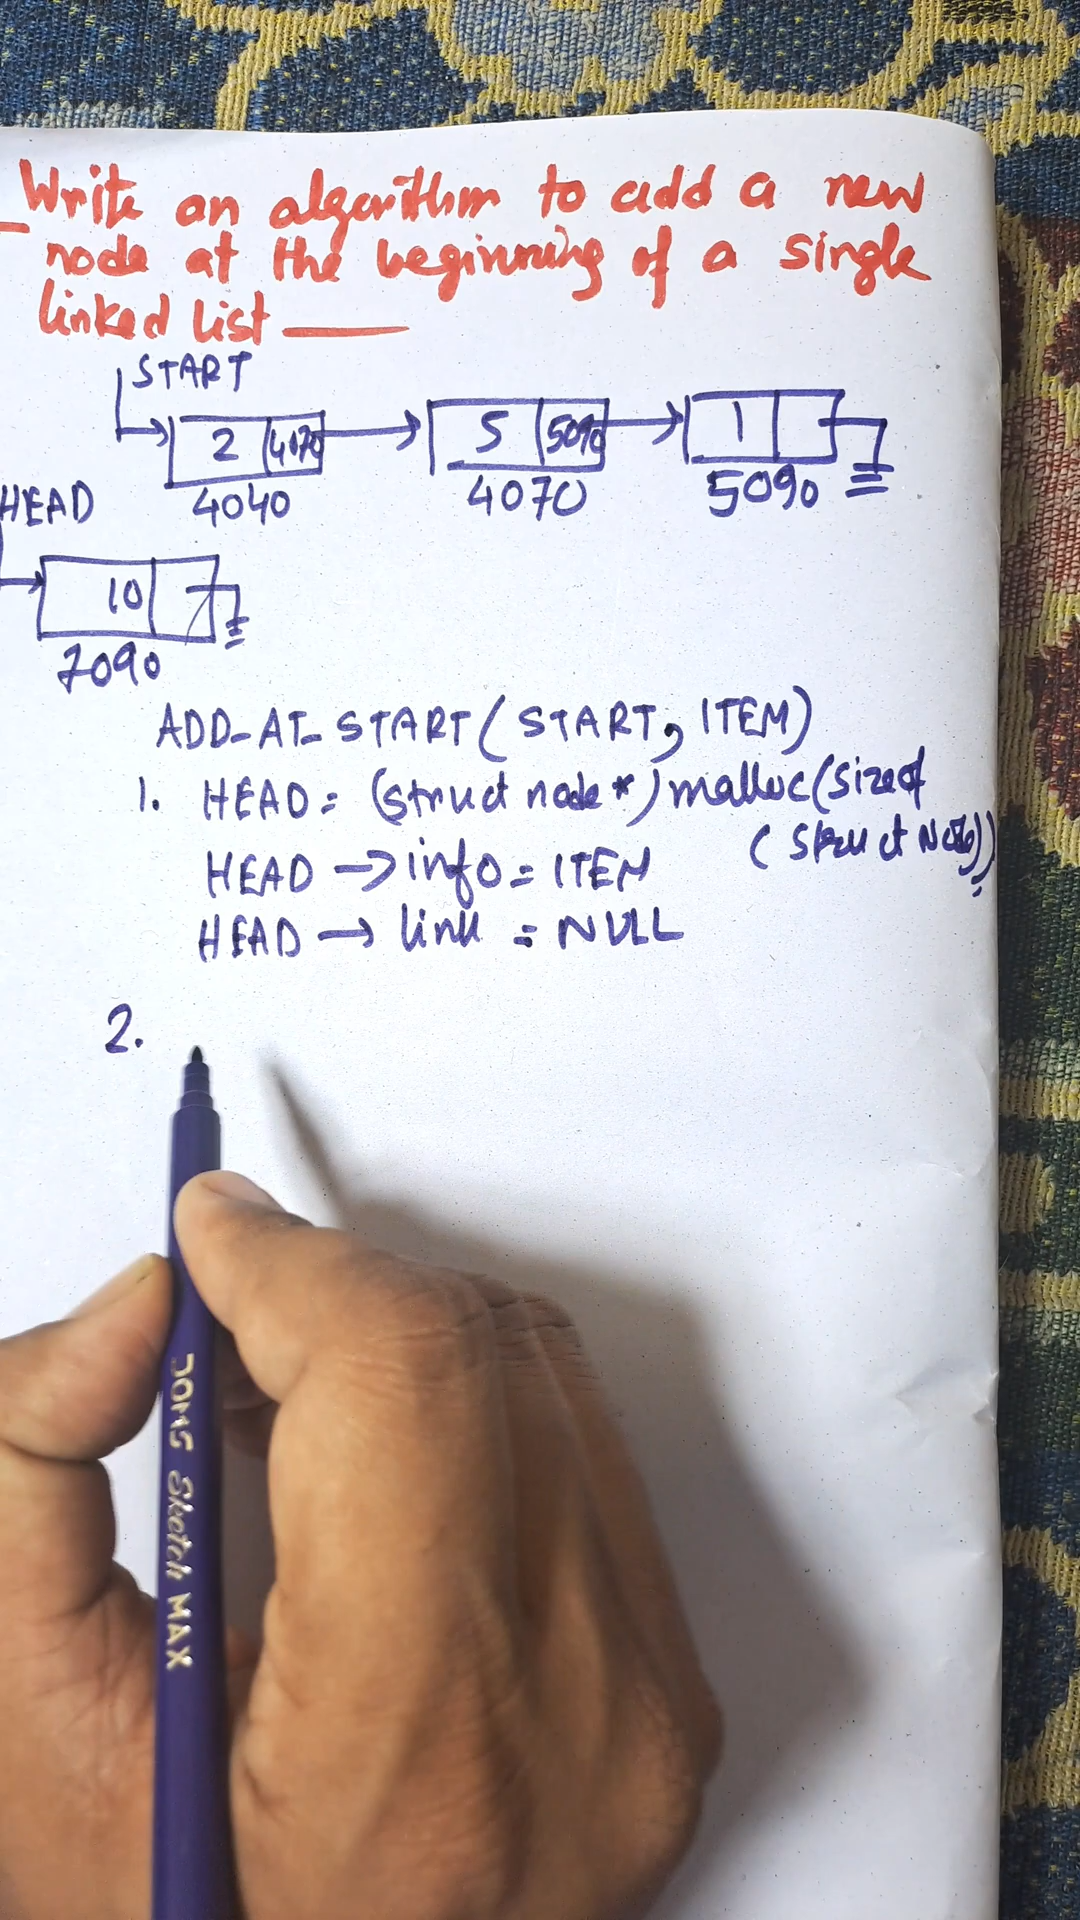 Write an algorithm to add a new
node at the beginning of a single
linked list
START
2 4070
5 5090
1
4040
4070
5090
HEAD
10
7090
ADD-AT-START(START, ITEM)
1. HEAD = (struct node*) malloc(sizeof
(struct Node));
HEAD → info = ITEM
HEAD → link = NULL
2.
DOMS Sketch MAX